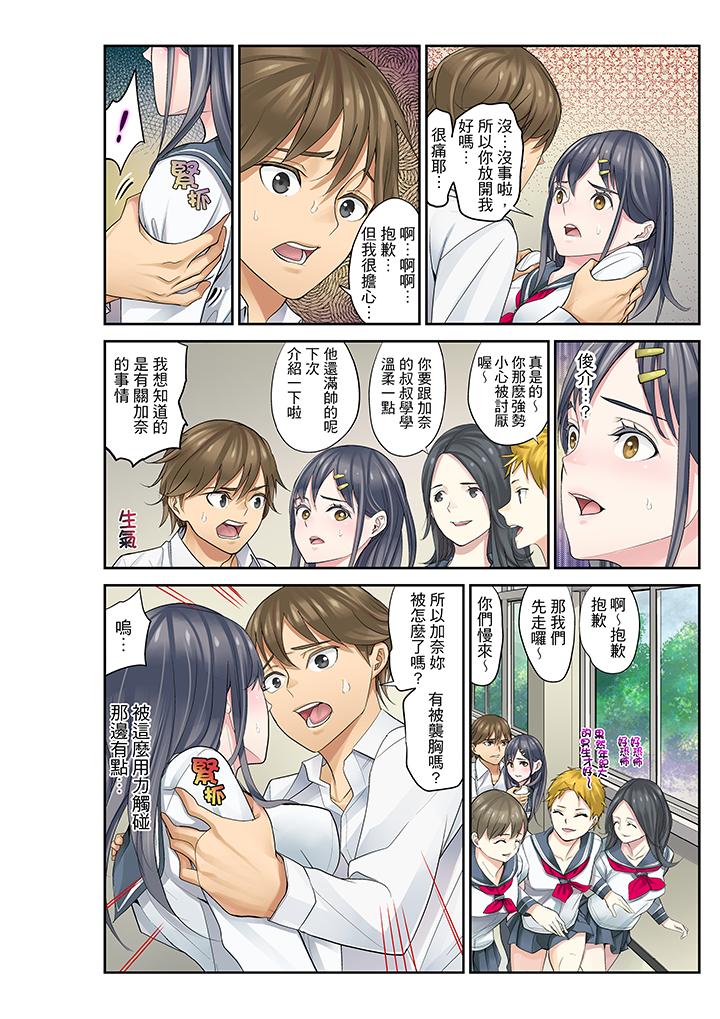 沒…沒事啦，
所以你放開我
好嗎…
很痛耶…
啊…啊啊…
抱歉…
但我很擔心…
！
緊抓
俊介…？
真是的～
你那麼強勢
小心被討厭
喔～
你要跟加奈
的叔叔學學
溫柔一點
他還滿帥的呢
下次
介紹一下啦
我想知道的
是有關加奈
的事情
生氣
啊～抱歉
抱歉
那我們
先走囉～
你們慢來～
好恐怖
好恐怖
果然年紀大
的男生才好～
所以加奈妳
被怎麼了嗎？
有被襲胸嗎？
緊抓
嗚…
被這麼用力觸碰
那邊有點…